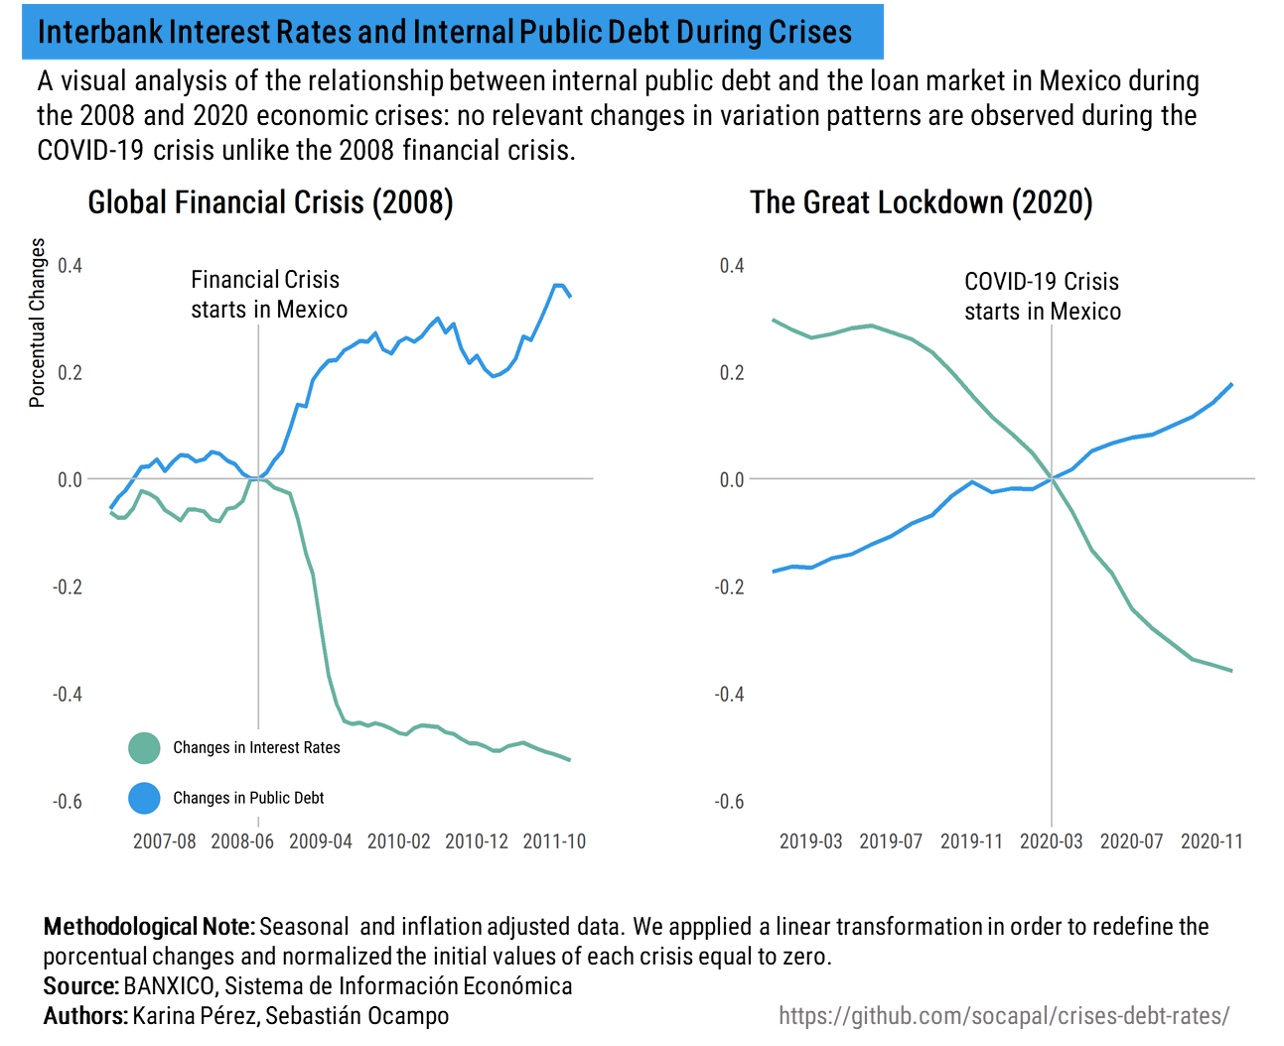 Interbank Interest Rates and Internal Public Debt During Crises
A visual analysis of the relationship between internal public debt and the loan market in Mexico during
the 2008 and 2020 economic crises: no relevant changes in variation patterns are observed during the
COVID-19 crisis unlike the 2008 financial crisis.
Global Financial Crisis (2008)
Porcentual Changes
0.4
0.2
0.0
-0.2
-0.4
-0.6
Financial Crisis
starts in Mexico
Changes in Interest Rates
Changes in Public Debt
2007-08 2008-06 2009-04 2010-02 2010-12 2011-10
The Great Lockdown (2020)
0.4
0.2
0.0
-0.2
-0.4
-0.6
COVID-19 Crisis
starts in Mexico
2019-03 2019-07 2019-11 2020-03 2020-07 2020-11
Methodological Note: Seasonal and inflation adjusted data. We appplied a linear transformation in order to redefine the
porcentual changes and normalized the initial values of each crisis equal to zero.
Source: BANXICO, Sistema de Información Económica
Authors: Karina Pérez, Sebastián Ocampo
https://github.com/socapal/crises-debt-rates/